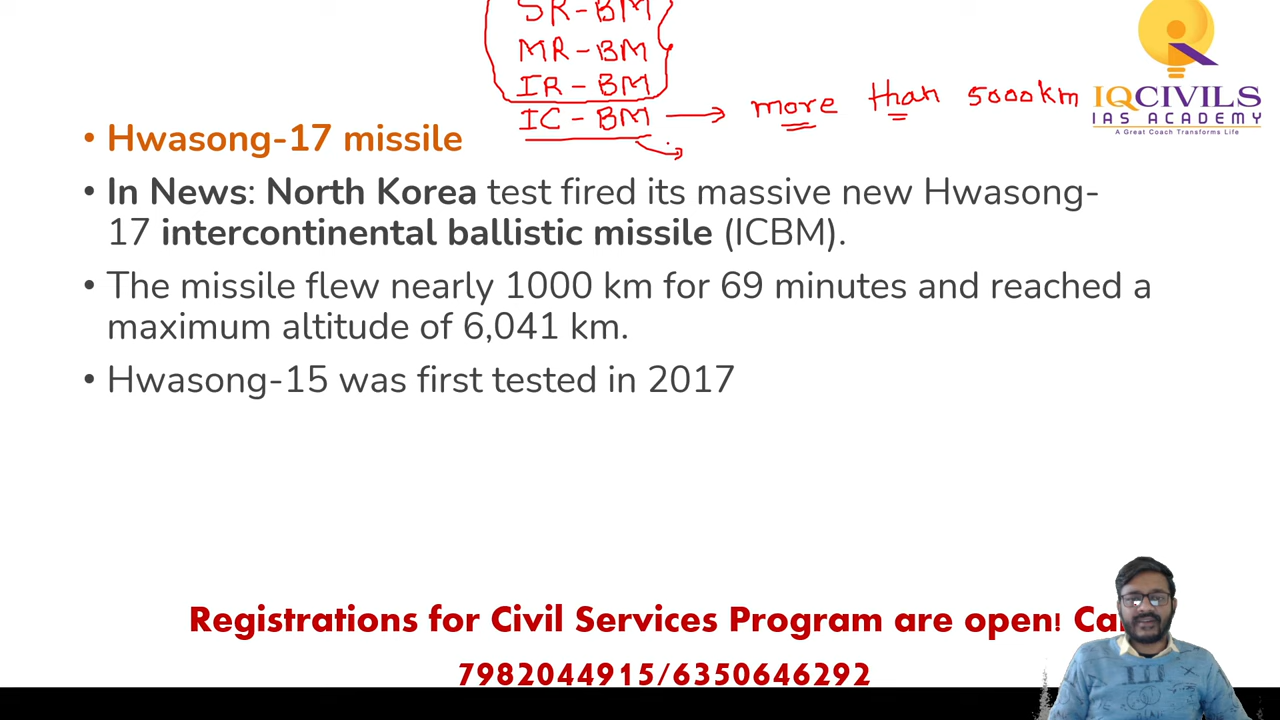 SR-BM
MR-BM
IR-BM
IC-BM → more than 5000km
IQCIVILS
IAS ACADEMY
A Great Coach Transforms Life
• Hwasong-17 missile
• In News: North Korea test fired its massive new Hwasong-
17 intercontinental ballistic missile (ICBM).
• The missile flew nearly 1000 km for 69 minutes and reached a
maximum altitude of 6,041 km.
• Hwasong-15 was first tested in 2017
Registrations for Civil Services Program are open!
7982044915/6350646292